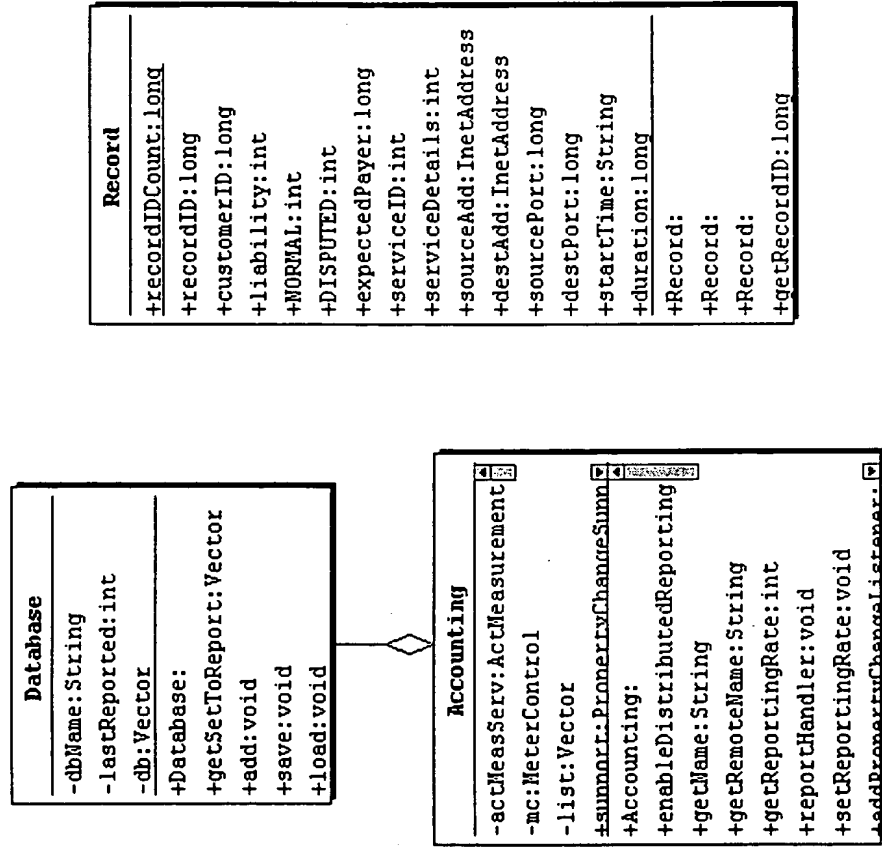 Database
-dbName:String
-lastReported:int
-db:Vector
+Database:
+getSetToReport:Vector
+add:void
+save:void
+load:void
Accounting
-actMeasServ:ActMeasurement
-mc:MeterControl
-list:Vector
+support:PropertyChangeSupp
+Accounting:
+enableDistributedReporting
+getName:String
+getRemoteName:String
+getReportingRate:int
+reportHandler:void
+setReportingRate:void
+addPropertyChangeListener:
Record
+recordIDCount:long
+recordID:long
+customerID:long
+liability:int
+NORMAL:int
+DISPUTED:int
+expectedPayer:long
+serviceID:int
+serviceDetails:int
+sourceAdd:InetAddress
+destAdd:InetAddress
+sourcePort:long
+destPort:long
+startTime:String
+duration:long
+Record:
+Record:
+Record:
+getRecordID:long